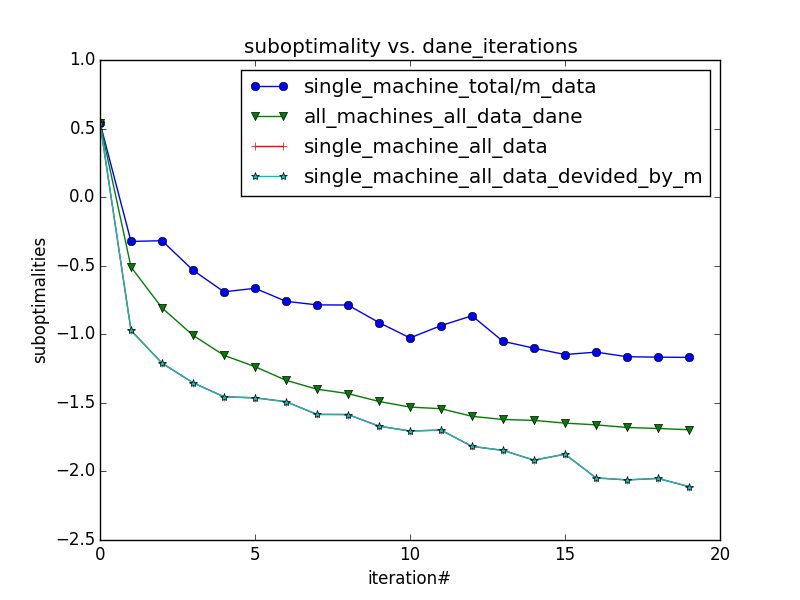 suboptimality vs. dane_iterations
single_machine_total/m_data
all_machines_all_data_dane
single_machine_all_data
single_machine_all_data_devided_by_m
suboptimalities
1.0
0.5
0.0
−0.5
−1.0
−1.5
−2.0
−2.5
0 5 10 15 20
iteration#